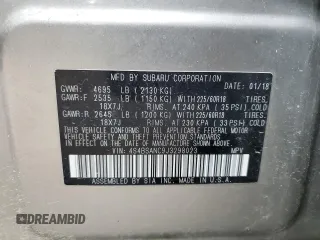 MFD BY SUBARU CORPORATION DATE 01/18
GVWR: 4695 LB (2130 KG)
GAWR:F 2535 LB (1150 KG) WITH 225/60R18 TIRES,
18X7J, RIMS, AT 240 KPA (35 PSI) COLD
GAWR:R 2645 LB (1200 KG) WITH 225/60R18 TIRES,
18X7J, RIMS, AT 230 KPA (33 PSI) COLD
THIS VEHICLE CONFORMS TO ALL APPLICABLE FEDERAL
MOTOR VEHICLE SAFETY AND THEFT PREVENTION STANDARDS
IN EFFECT ON THE DATE OF MANUFACTURE SHOWN ABOVE.
VIN: 4S4BSANC9J3298023 MPV
ASSEMBLED BY SIA INC. MADE IN U.S.A.
DREAMBID